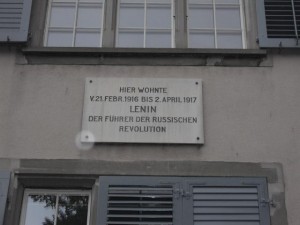 HIER WOHNTE
V. 21. FEBR. 1916 BIS 2. APRIL 1917
LENIN
DER FÜHRER DER RUSSISCHEN
REVOLUTION